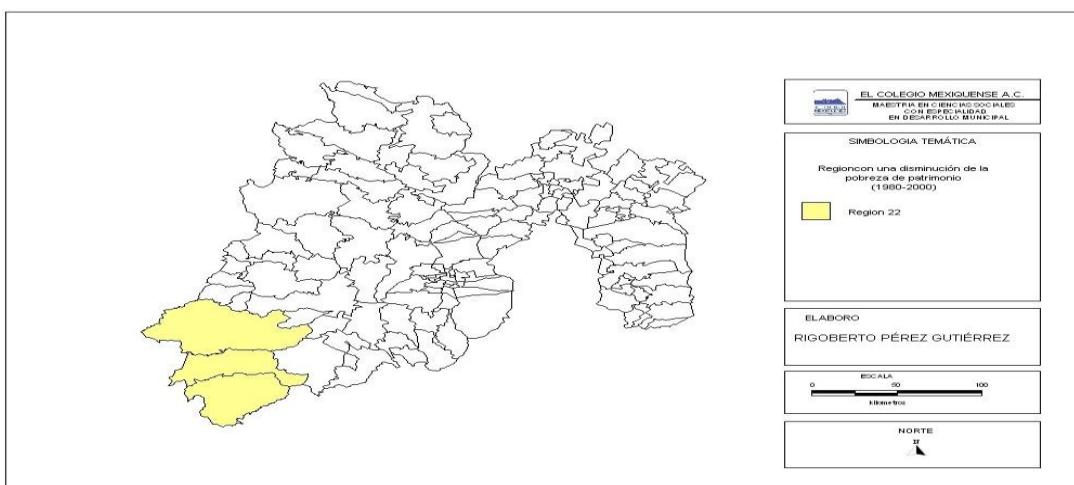 EL COLEGIO MEXIQUENSE A.C.
MAESTRIA EN CIENCIAS SOCIALES
CON ESPECIALIDAD
EN DESARROLLO MUNICIPAL
SIMBOLOGIA TEMÁTICA
Regioncon una disminución de la
pobreza de patrimonio
(1980-2000)
Region 22
ELABORO
RIGOBERTO PÉREZ GUTIÉRREZ
ESCALA
0 50 100
kilometros
NORTE